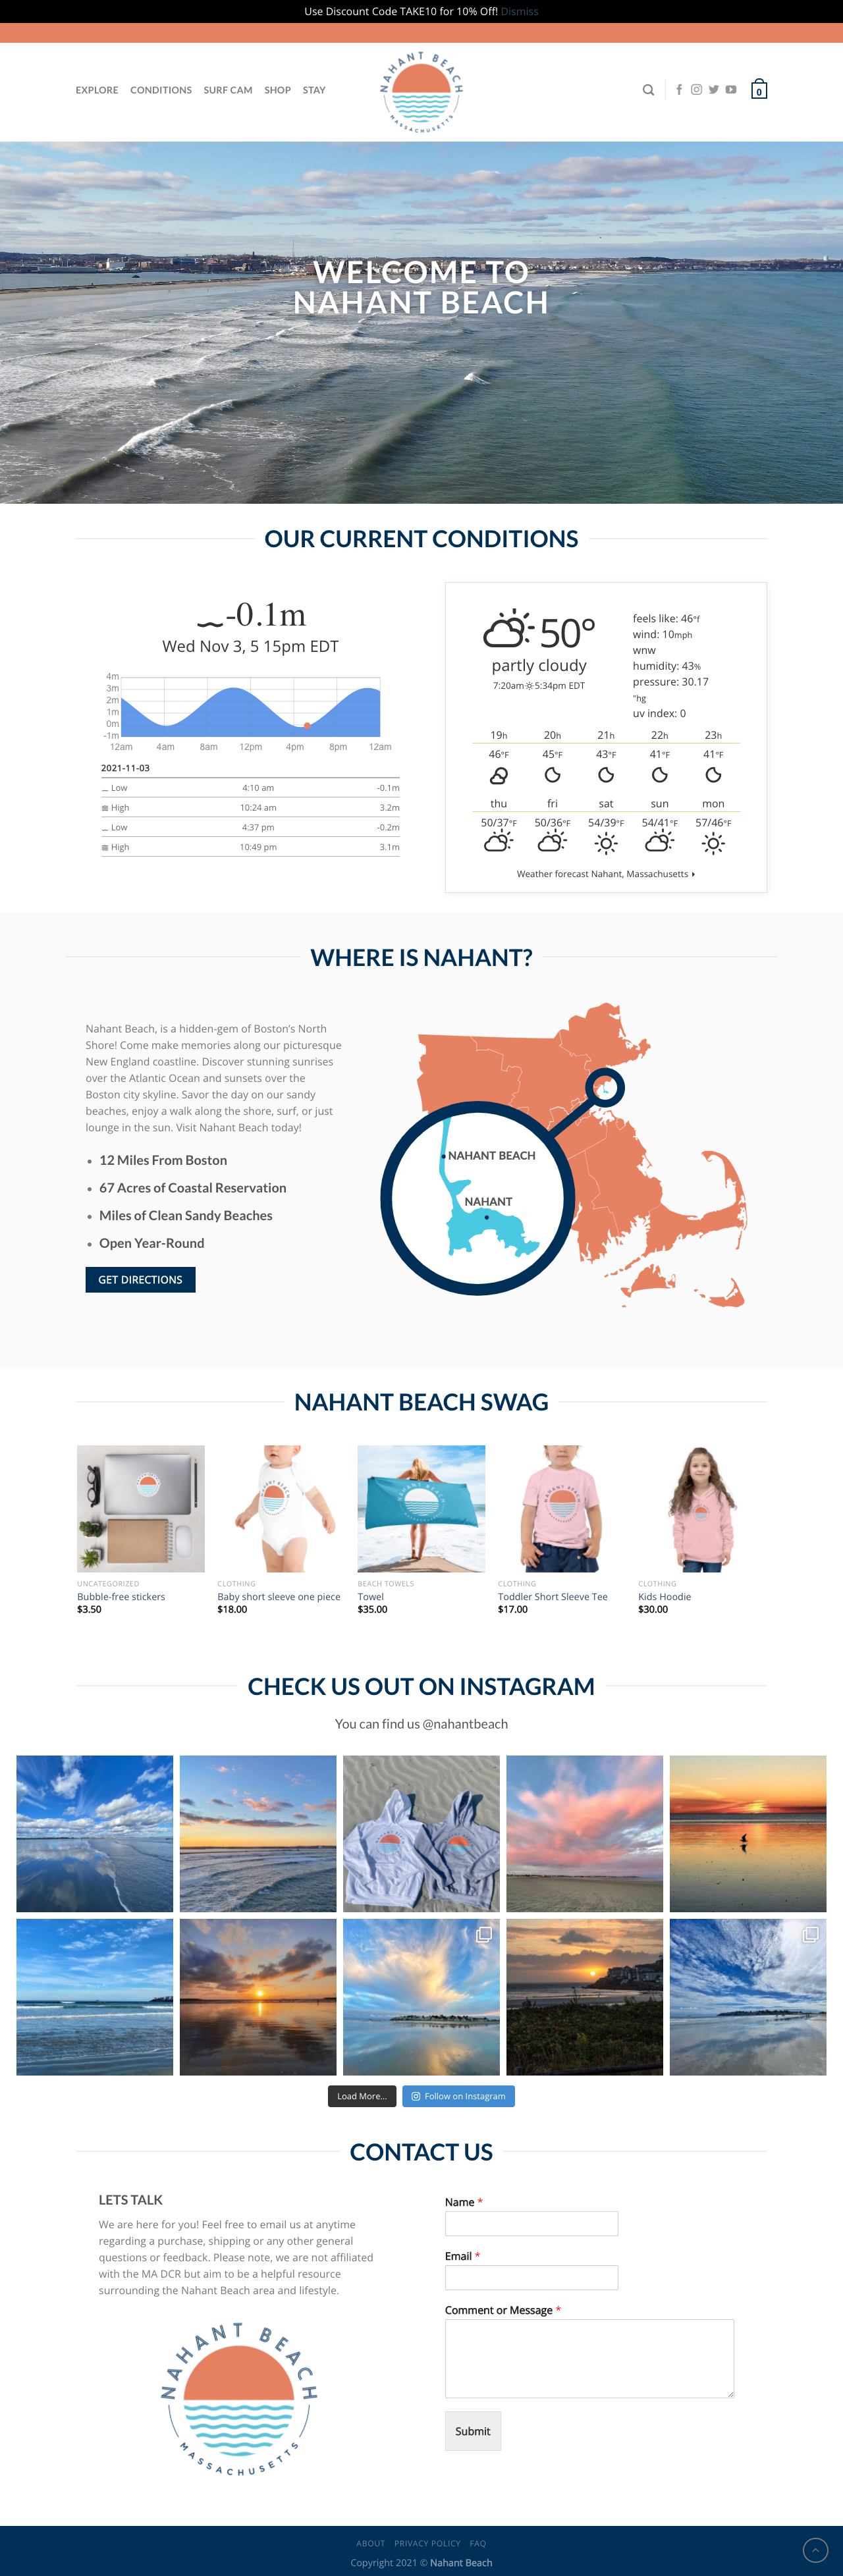 Use Discount Code TAKE10 for 10% Off! Dismiss
EXPLORE CONDITIONS SURF CAM SHOP STAY
NAHANT BEACH
MASSACHUSETTS
0
WELCOME TO
NAHANT BEACH
OUR CURRENT CONDITIONS
-0.1m
Wed Nov 3, 5 15pm EDT
4m
3m
2m
1m
0m
-1m
12am 4am 8am 12pm 4pm 8pm 12am
2021-11-03
Low 4:10 am -0.1m
High 10:24 am 3.2m
Low 4:37 pm -0.2m
High 10:49 pm 3.1m
50°
partly cloudy
7:20am 5:34pm EDT
feels like: 46°f
wind: 10mph
wnw
humidity: 43%
pressure: 30.17
"hg
uv index: 0
19h 20h 21h 22h 23h
46°F 45°F 43°F 41°F 41°F
thu fri sat sun mon
50/37°F 50/36°F 54/39°F 54/41°F 57/46°F
Weather forecast Nahant, Massachusetts
WHERE IS NAHANT?
Nahant Beach, is a hidden-gem of Boston's North
Shore! Come make memories along our picturesque
New England coastline. Discover stunning sunrises
over the Atlantic Ocean and sunsets over the
Boston city skyline. Savor the day on our sandy
beaches, enjoy a walk along the shore, surf, or just
lounge in the sun. Visit Nahant Beach today!
• 12 Miles From Boston
• 67 Acres of Coastal Reservation
• Miles of Clean Sandy Beaches
• Open Year-Round
GET DIRECTIONS
NAHANT BEACH
NAHANT
NAHANT BEACH SWAG
UNCATEGORIZED
Bubble-free stickers
$3.50
CLOTHING
Baby short sleeve one piece
$18.00
BEACH TOWELS
Towel
$35.00
CLOTHING
Toddler Short Sleeve Tee
$17.00
CLOTHING
Kids Hoodie
$30.00
CHECK US OUT ON INSTAGRAM
You can find us @nahantbeach
Load More...
Follow on Instagram
CONTACT US
LETS TALK
We are here for you! Feel free to email us at anytime
regarding a purchase, shipping or any other general
questions or feedback. Please note, we are not affiliated
with the MA DCR but aim to be a helpful resource
surrounding the Nahant Beach area and lifestyle.
NAHANT BEACH
MASSACHUSETTS
Name *
Email *
Comment or Message *
Submit
ABOUT PRIVACY POLICY FAQ
Copyright 2021 © Nahant Beach